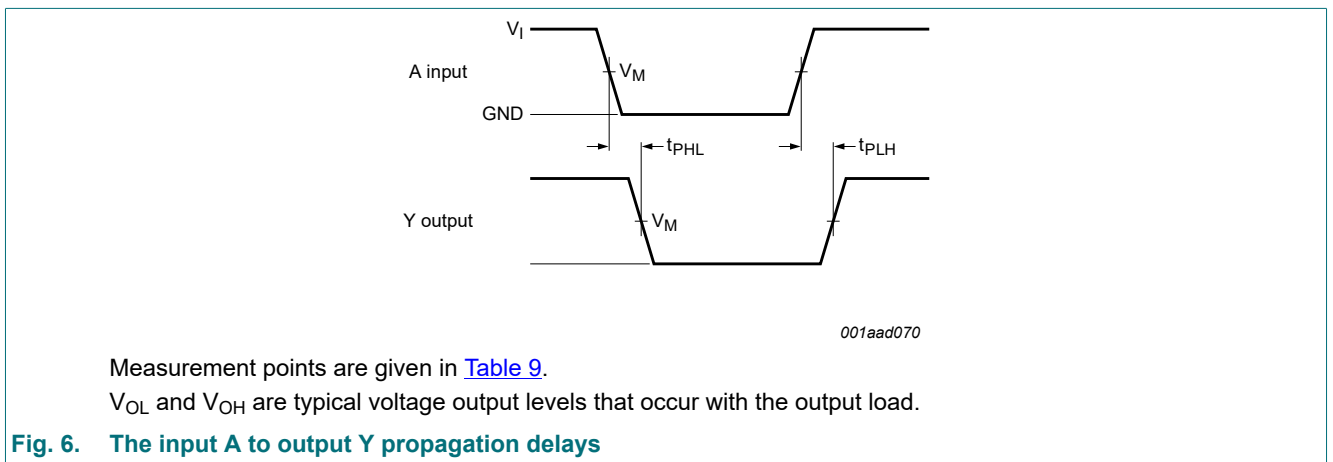 V_I
A input
V_M
GND
t_PHL
t_PLH
Y output
V_M
001aad070
Measurement points are given in Table 9.
V_OL and V_OH are typical voltage output levels that occur with the output load.
Fig. 6. The input A to output Y propagation delays